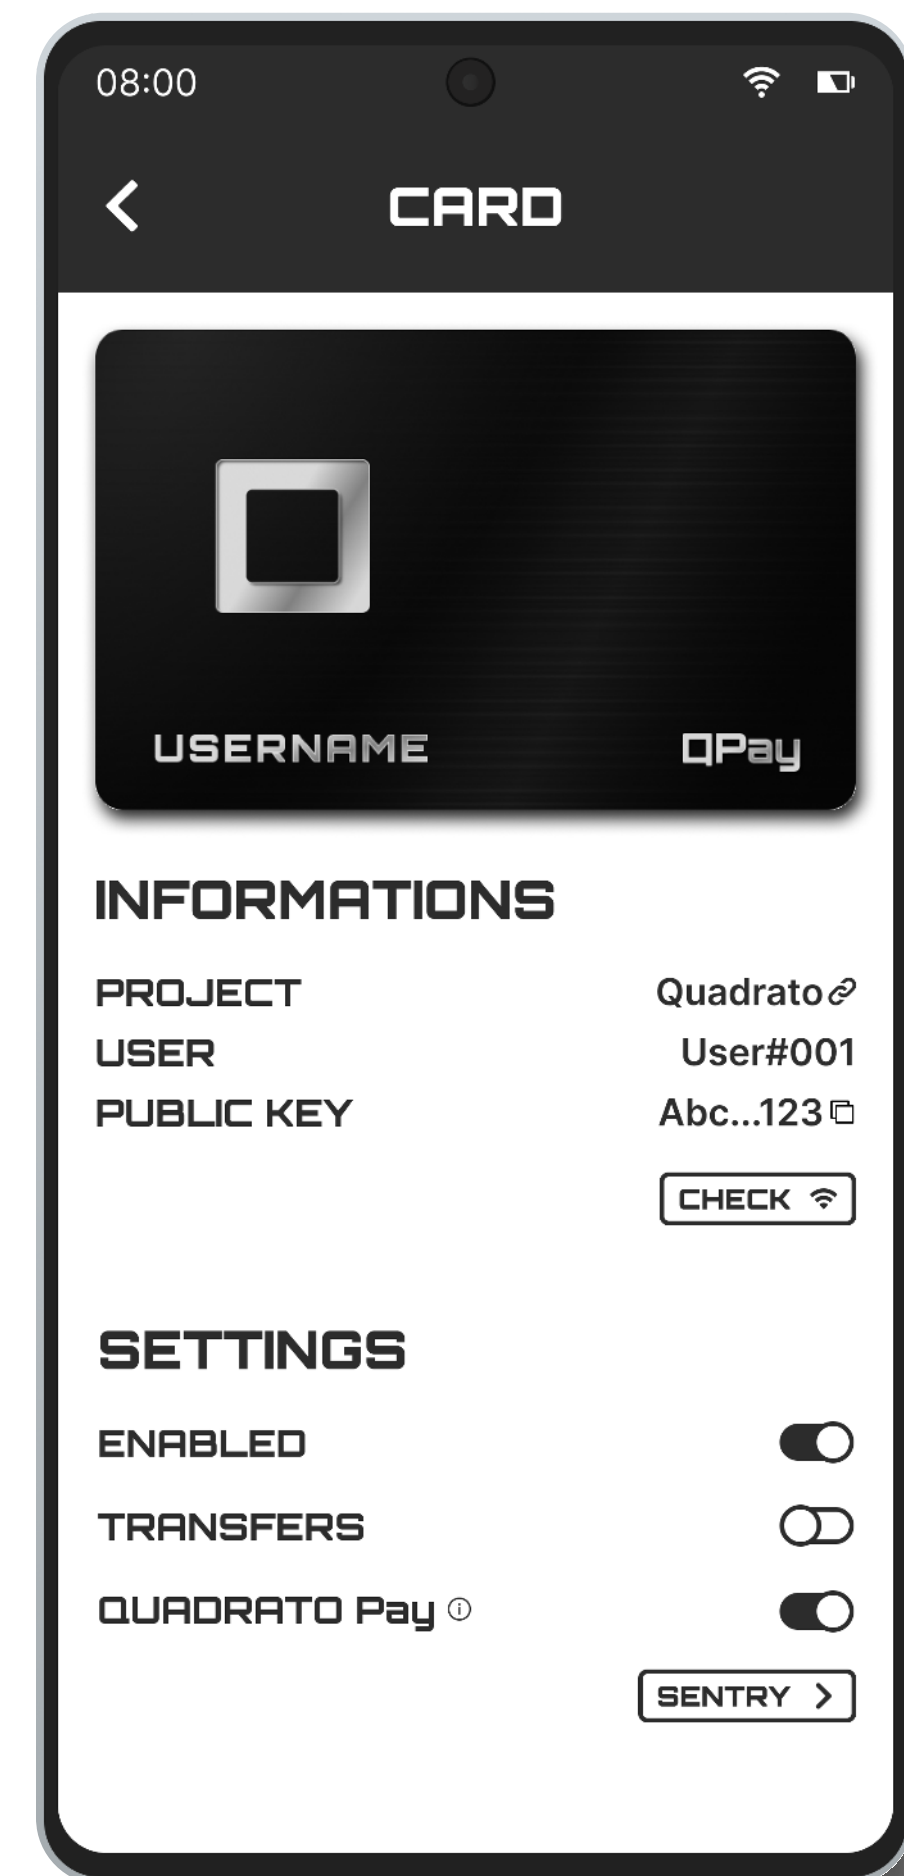 08:00
CARD
USERNAME
QPay
INFORMATIONS
PROJECT Quadrato
USER User#001
PUBLIC KEY Abc...123
CHECK
SETTINGS
ENABLED
TRANSFERS
QUADRATO Pay
SENTRY